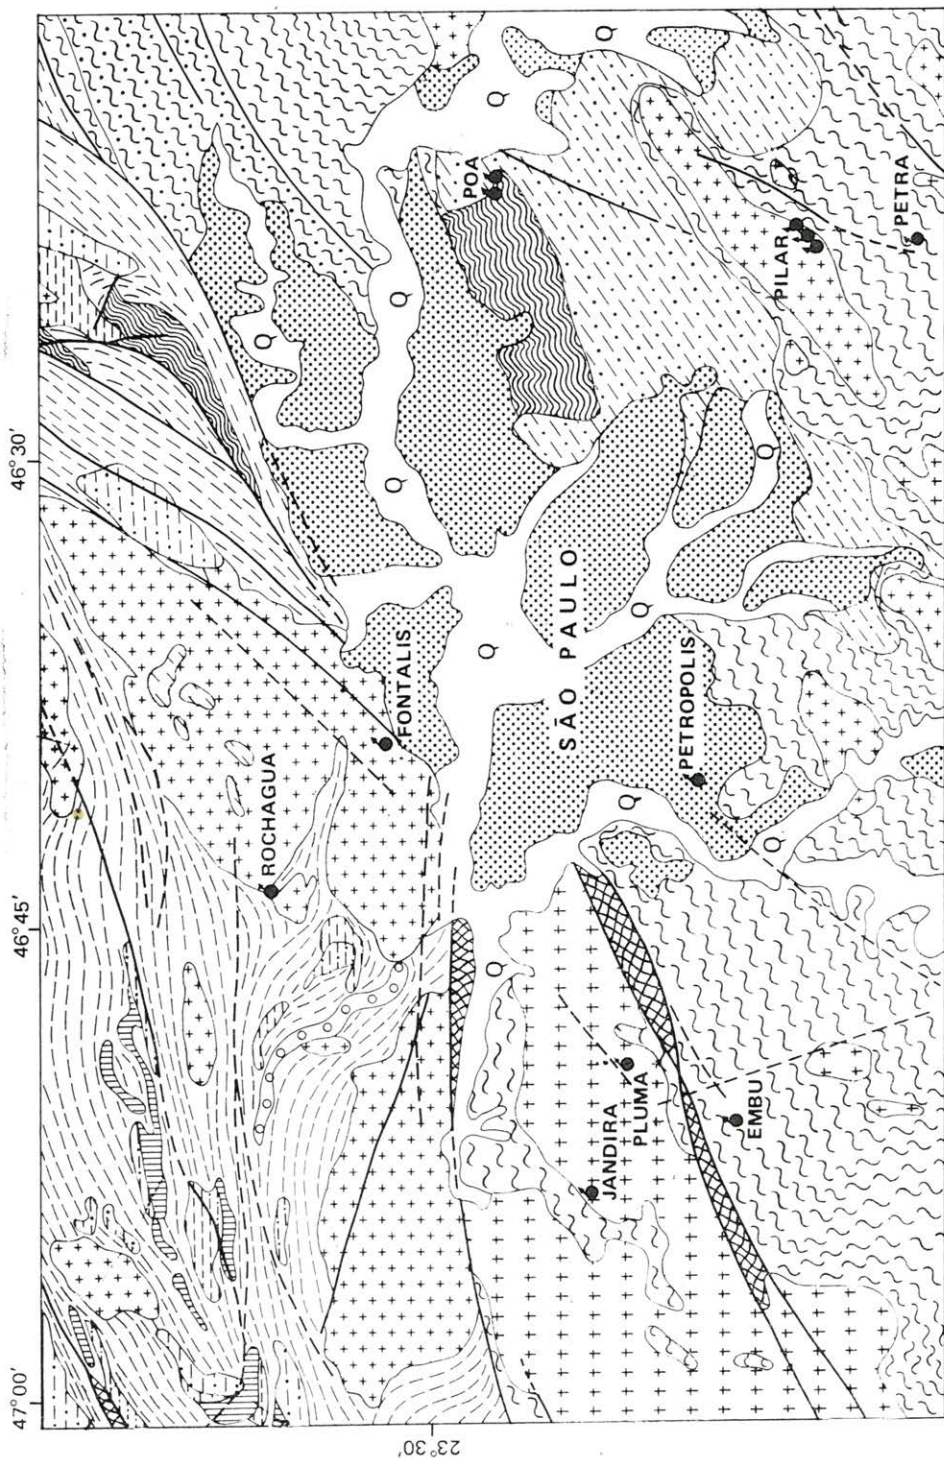 47°00'
46°45'
46°30'
Q
ROCHAGUA
Q
Q
FONTALIS
23°30'
POA
Q
Q
Q
SÃO PAULO
Q
JANDIRA
Q
Q
PLUMA
PETROPOLIS
EMBU
Q
Q
PILAR
PETRA